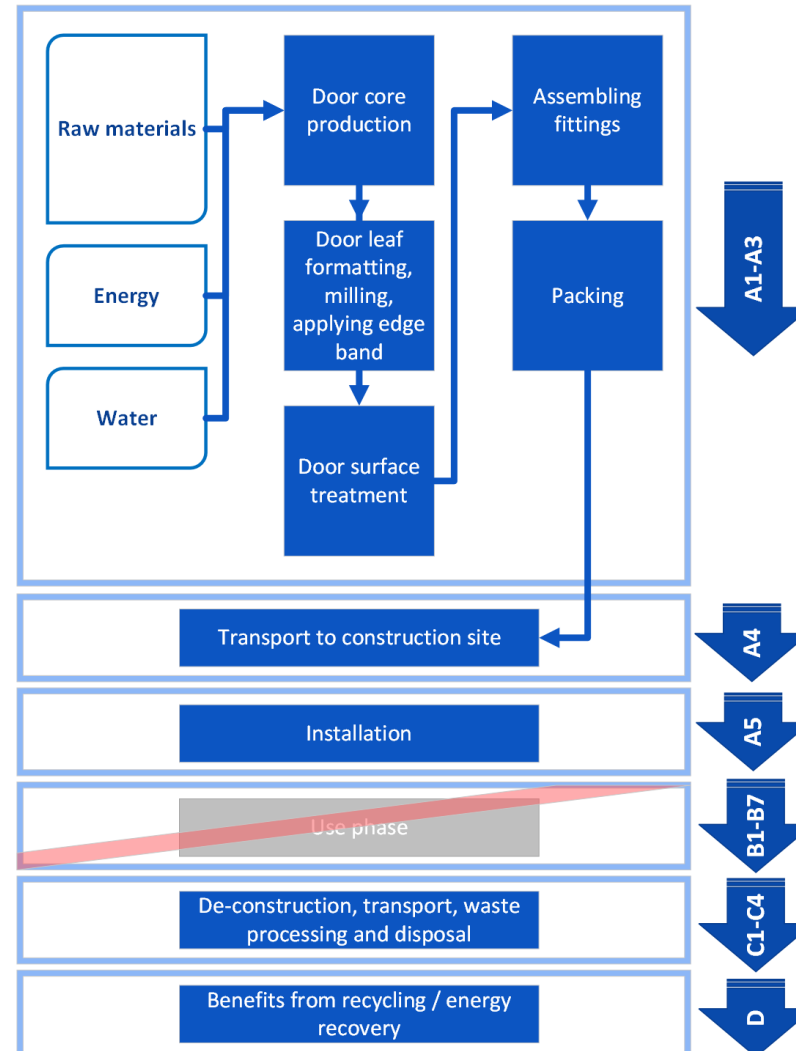 Raw materials
Energy
Water
Door core
production
Door leaf
formatting,
milling,
applying edge
band
Door surface
treatment
Assembling
fittings
Packing
A1-A3
Transport to construction site
A4
Installation
A5
Use phase
B1-B7
De-construction, transport, waste
processing and disposal
C1-C4
Benefits from recycling / energy
recovery
D